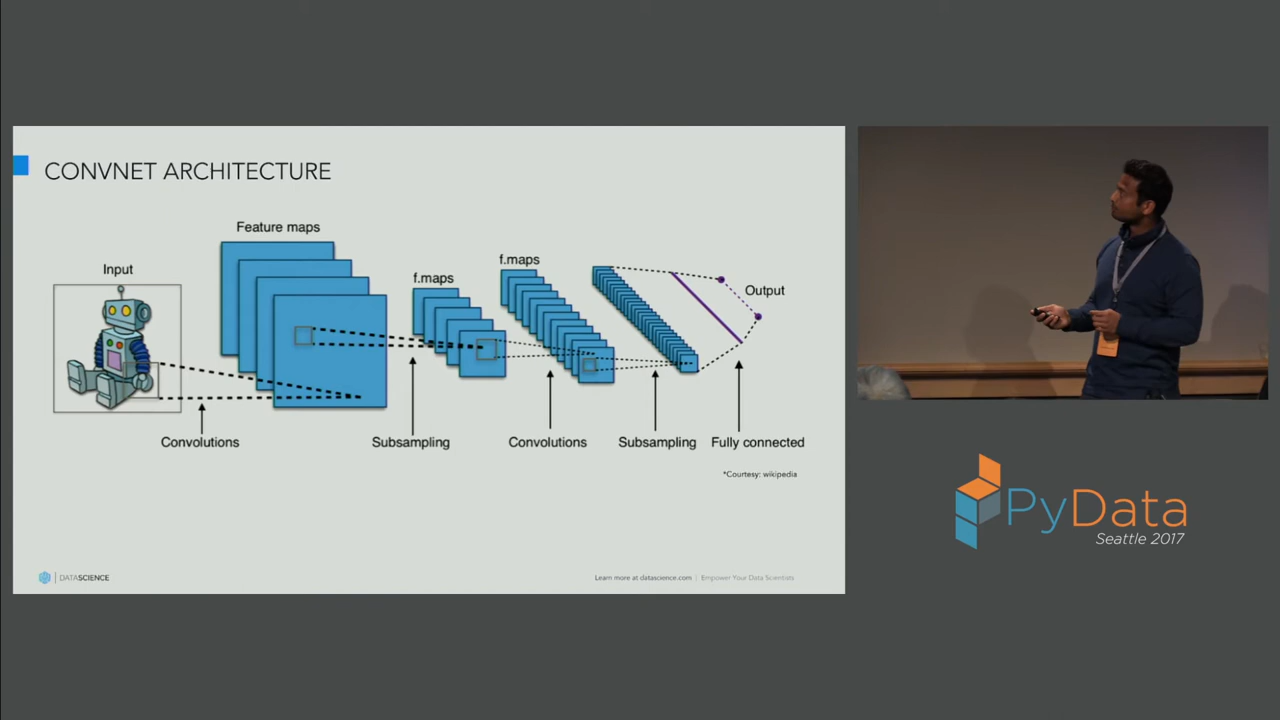 CONVNET ARCHITECTURE
Feature maps
Input
f.maps
f.maps
Output
Convolutions
Subsampling
Convolutions
Subsampling
Fully connected
*Courtesy: wikipedia
DATASCIENCE
Learn more at datascience.com | Empower Your Data Scientists
PyData
Seattle 2017